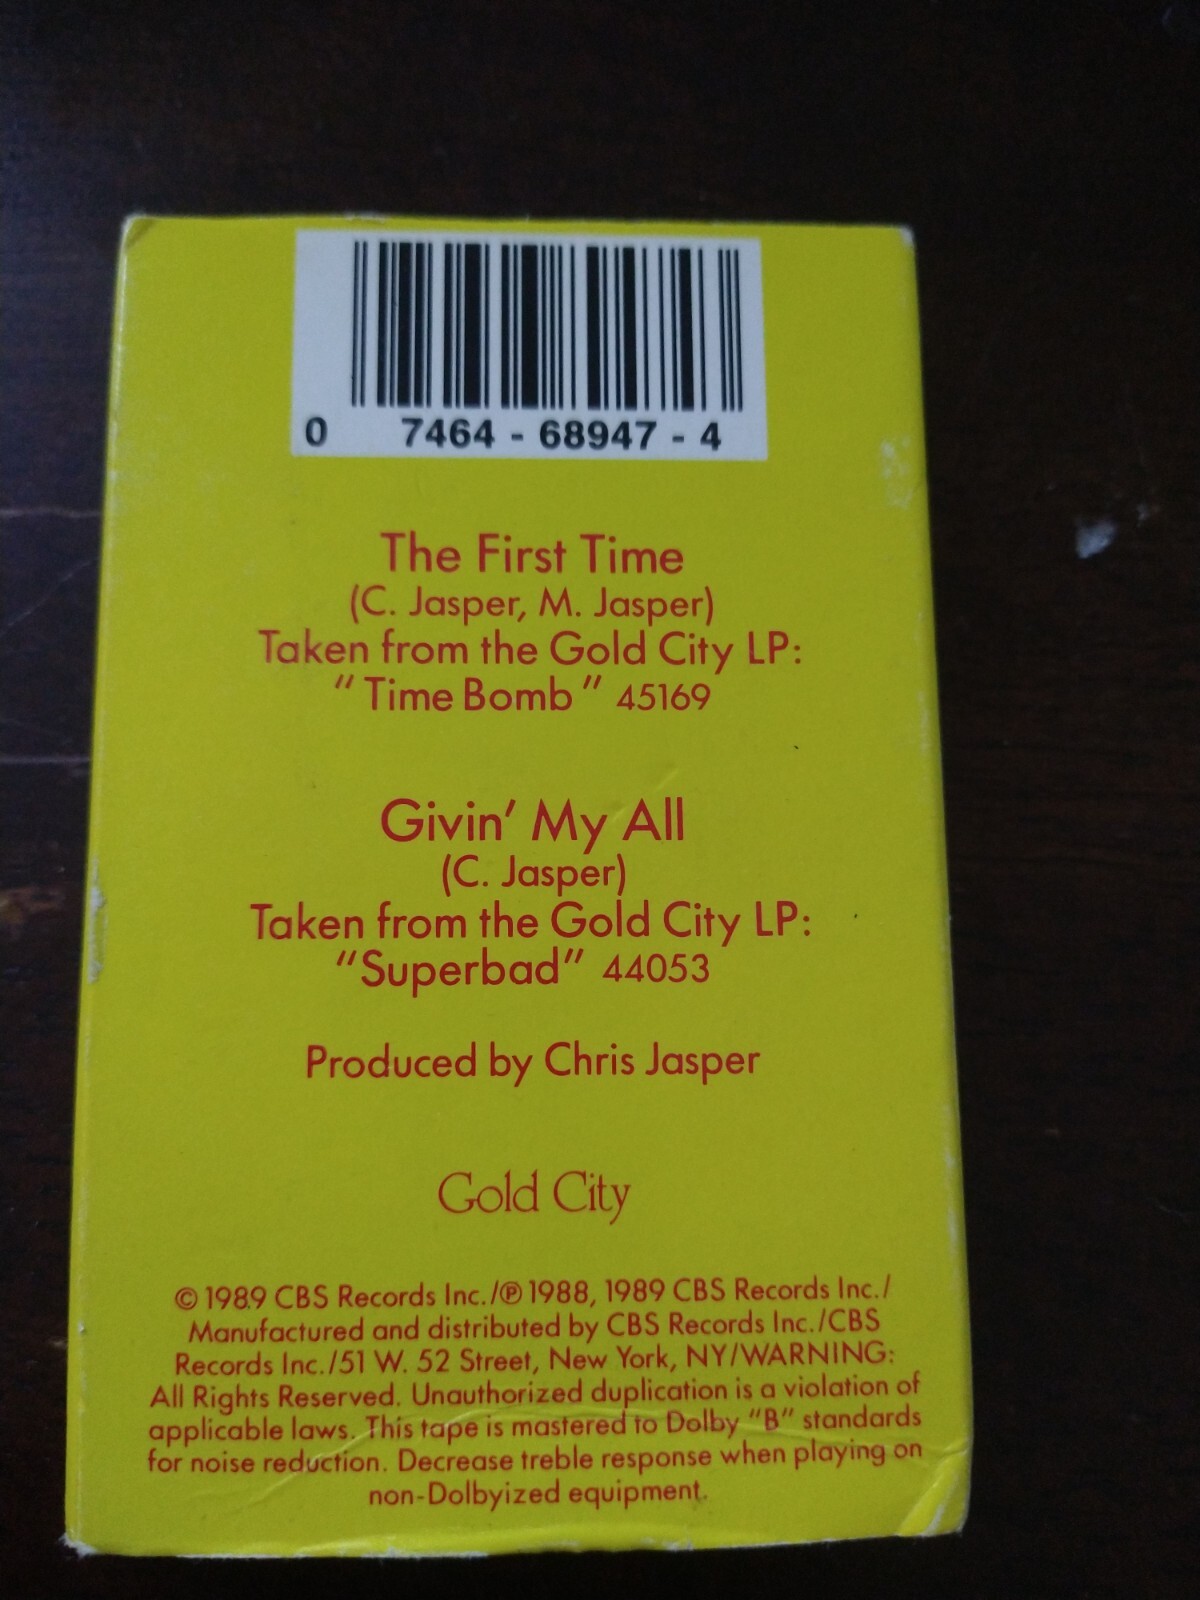 0 7464 - 68947 - 4
The First Time
(C. Jasper, M. Jasper)
Taken from the Gold City LP:
"Time Bomb" 45169
Givin' My All
(C. Jasper)
Taken from the Gold City LP:
"Superbad" 44053
Produced by Chris Jasper
Gold City
© 1989 CBS Records Inc./℗ 1988, 1989 CBS Records Inc./
Manufactured and distributed by CBS Records Inc./CBS
Records Inc./51 W. 52 Street, New York, NY/WARNING:
All Rights Reserved. Unauthorized duplication is a violation of
applicable laws. This tape is mastered to Dolby "B" standards
for noise reduction. Decrease treble response when playing on
non-Dolbyized equipment.